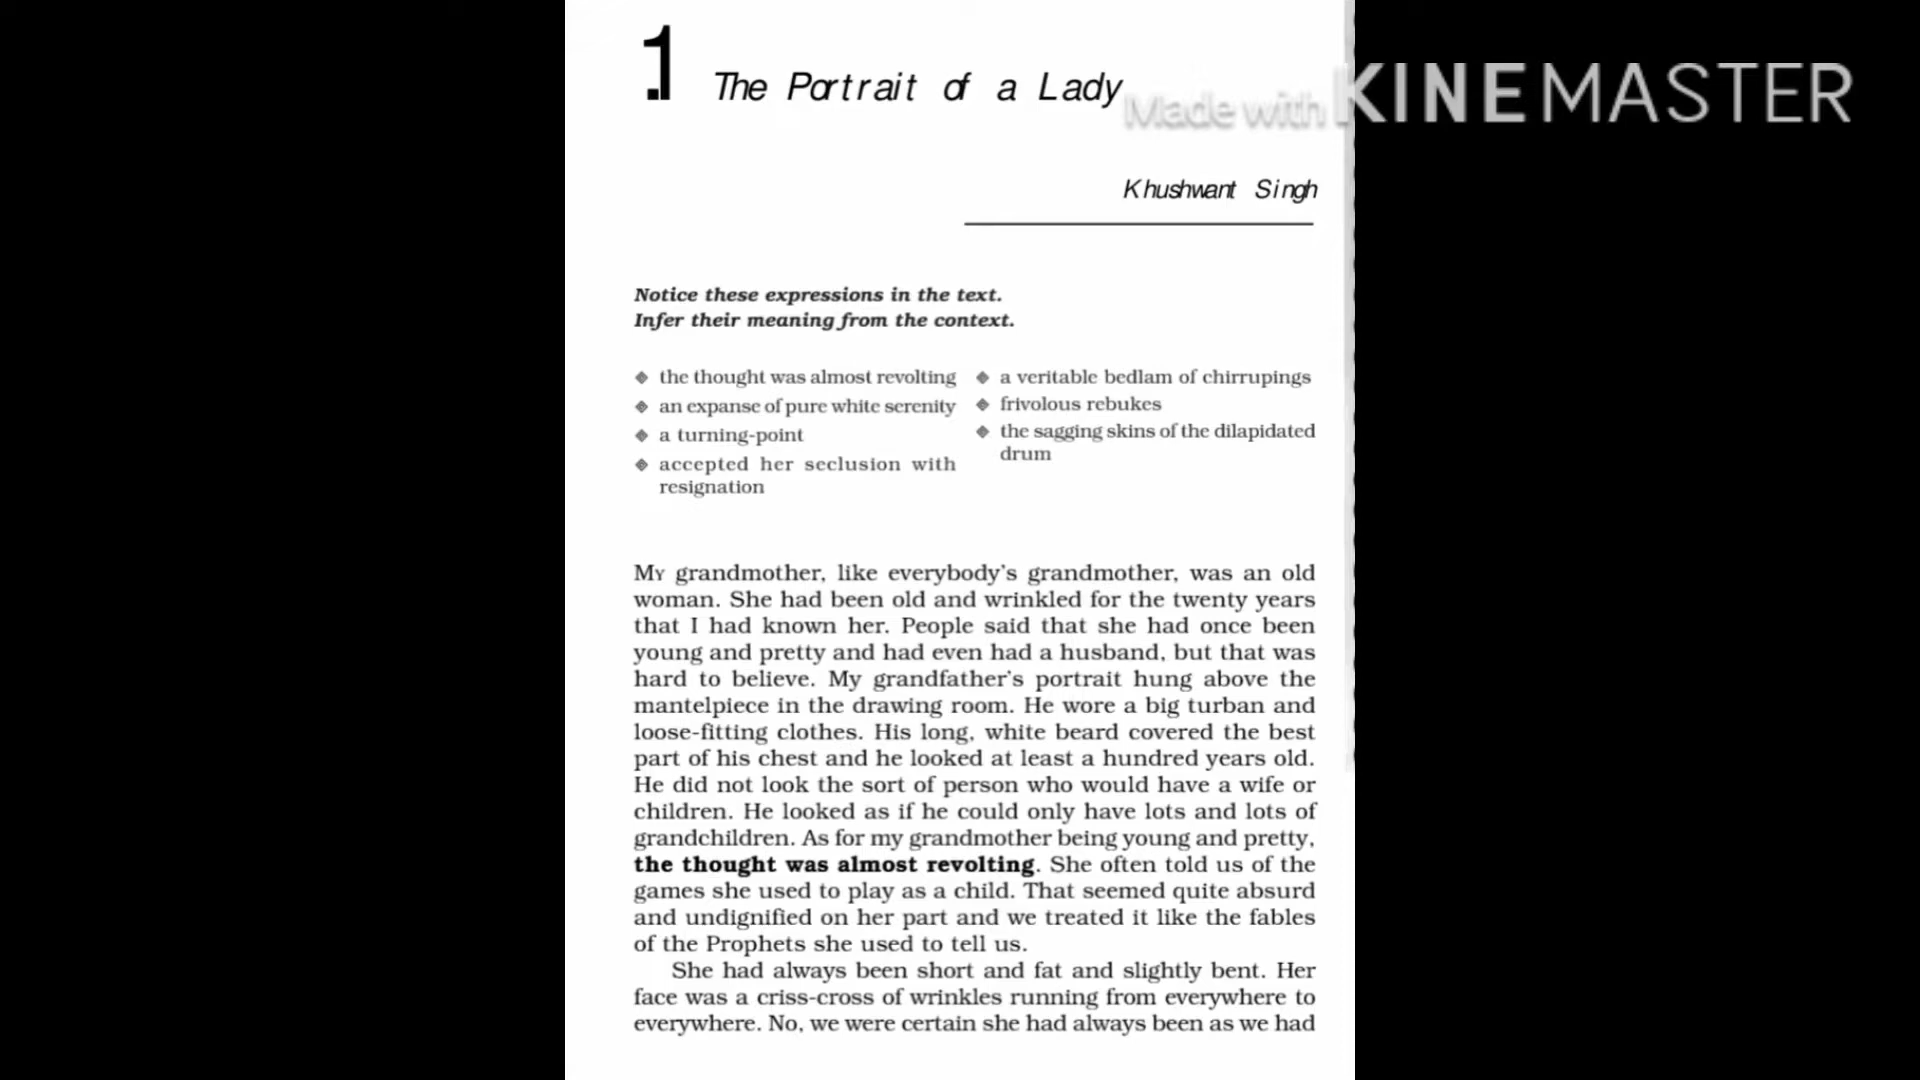 1.
The Portrait of a Lady
Made with KINEMASTER
Khushwant Singh
Notice these expressions in the text.
Infer their meaning from the context.
the thought was almost revolting
an expanse of pure white serenity
a turning-point
accepted her seclusion with
resignation
a veritable bedlam of chirrupings
frivolous rebukes
the sagging skins of the dilapidated
drum
MY grandmother, like everybody's grandmother, was an old
woman. She had been old and wrinkled for the twenty years
that I had known her. People said that she had once been
young and pretty and had even had a husband, but that was
hard to believe. My grandfather's portrait hung above the
mantelpiece in the drawing room. He wore a big turban and
loose-fitting clothes. His long, white beard covered the best
part of his chest and he looked at least a hundred years old.
He did not look the sort of person who would have a wife or
children. He looked as if he could only have lots and lots of
grandchildren. As for my grandmother being young and pretty,
the thought was almost revolting. She often told us of the
games she used to play as a child. That seemed quite absurd
and undignified on her part and we treated it like the fables
of the Prophets she used to tell us.
She had always been short and fat and slightly bent. Her
face was a criss-cross of wrinkles running from everywhere to
everywhere. No, we were certain she had always been as we had